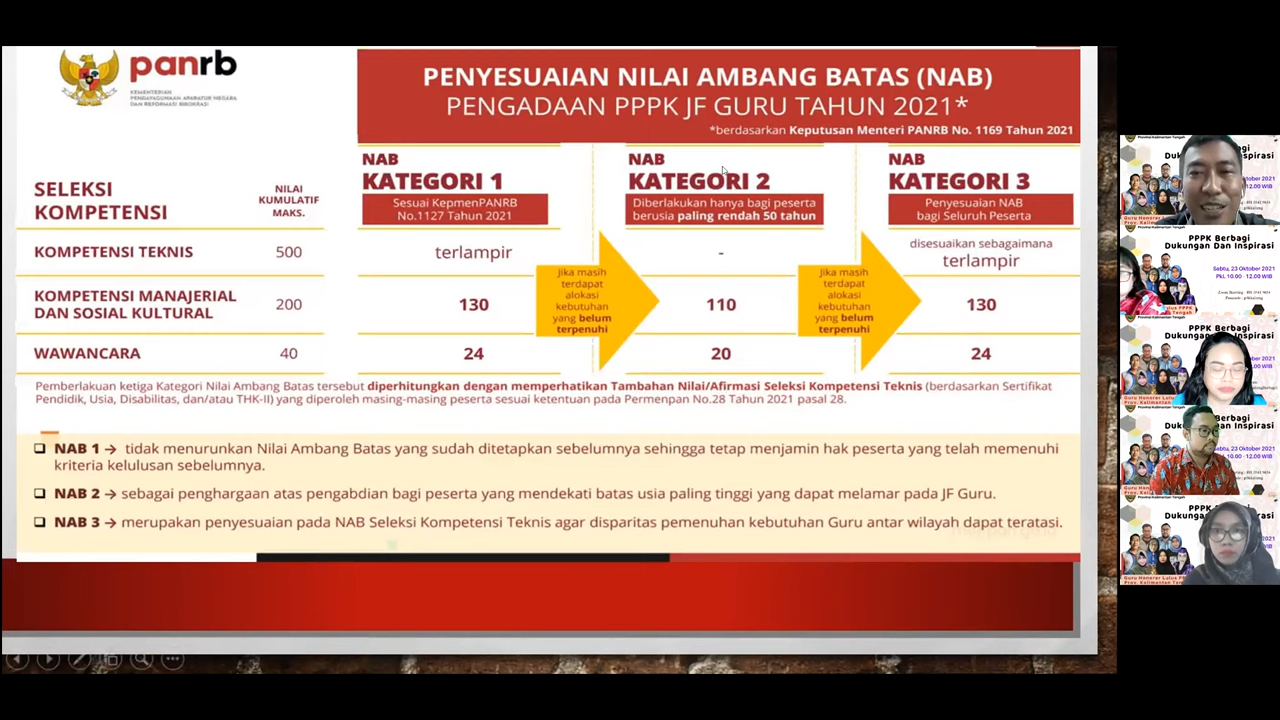 panrb
KEMENTERIAN
PENDAYAGUNAAN APARATUR NEGARA
DAN REFORMASI BIROKRASI
PENYESUAIAN NILAI AMBANG BATAS (NAB)
PENGADAAN PPPK JF GURU TAHUN 2021*
*berdasarkan Keputusan Menteri PANRB No. 1169 Tahun 2021
SELEKSI
KOMPETENSI
NILAI
KUMULATIF
MAKS.
NAB
KATEGORI 1
Sesuai KepmenPANRB
No.1127 Tahun 2021
NAB
KATEGORI 2
Diberlakukan hanya bagi peserta
berusia paling rendah 50 tahun
NAB
KATEGORI 3
Penyesuaian NAB
bagi Seluruh Peserta
KOMPETENSI TEKNIS
500
terlampir
-
disesuaikan sebagaimana
terlampir
KOMPETENSI MANAJERIAL
DAN SOSIAL KULTURAL
200
130
110
130
WAWANCARA
40
24
20
24
Jika masih
terdapat
alokasi
kebutuhan
yang belum
terpenuhi
Jika masih
terdapat
alokasi
kebutuhan
yang belum
terpenuhi
Pemberlakuan ketiga Kategori Nilai Ambang Batas tersebut diperhitungkan dengan memperhatikan Tambahan Nilai/Afirmasi Seleksi Kompetensi Teknis (berdasarkan Sertifikat
Pendidik, Usia, Disabilitas, dan/atau THK-II) yang diperoleh masing-masing peserta sesuai ketentuan pada Permenpan No.28 Tahun 2021 pasal 28.
NAB 1 → tidak menurunkan Nilai Ambang Batas yang sudah ditetapkan sebelumnya sehingga tetap menjamin hak peserta yang telah memenuhi
kriteria kelulusan sebelumnya.
NAB 2 → sebagai penghargaan atas pengabdian bagi peserta yang mendekati batas usia paling tinggi yang dapat melamar pada JF Guru.
NAB 3 → merupakan penyesuaian pada NAB Seleksi Kompetensi Teknis agar disparitas pemenuhan kebutuhan Guru antar wilayah dapat teratasi.
PPPK Berbagi
Dukungan Dan Inspirasi
Sabtu, 23 Oktober 2021
Pkl. 10.00 - 12.00 WIB